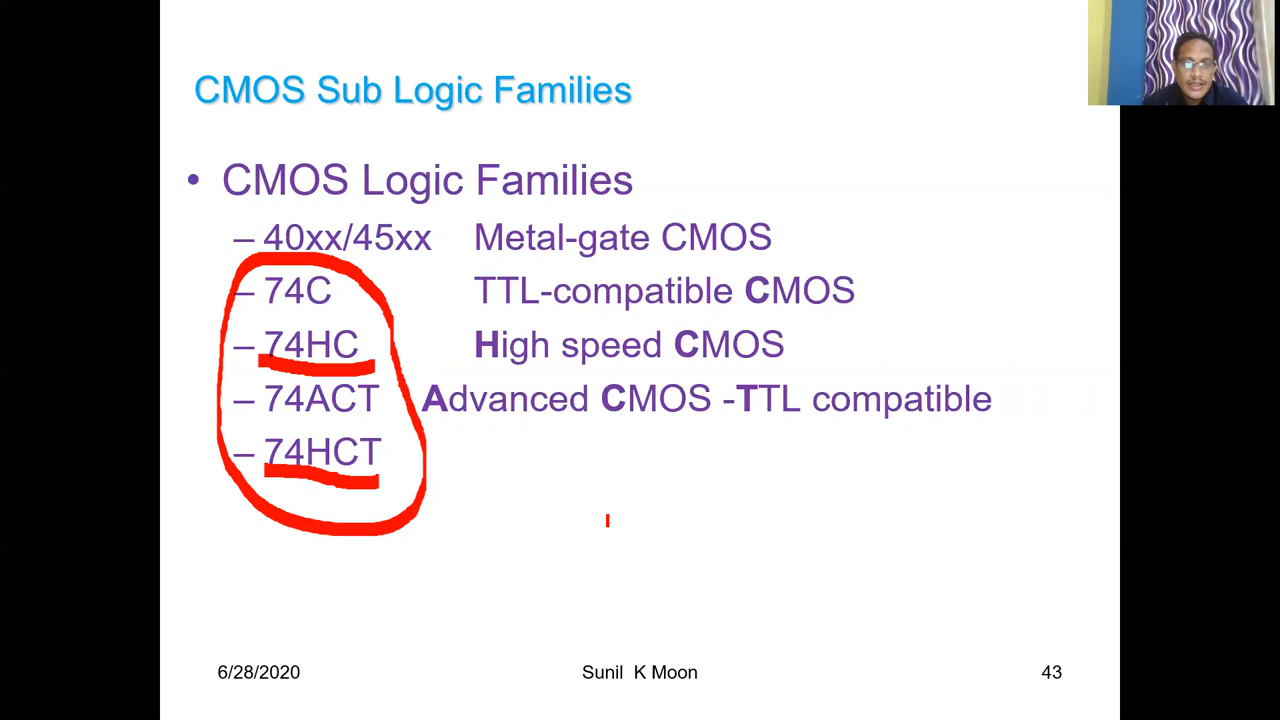 CMOS Sub Logic Families
• CMOS Logic Families
– 40xx/45xx Metal-gate CMOS
– 74C TTL-compatible CMOS
– 74HC High speed CMOS
– 74ACT Advanced CMOS -TTL compatible
– 74HCT
6/28/2020 Sunil K Moon 43